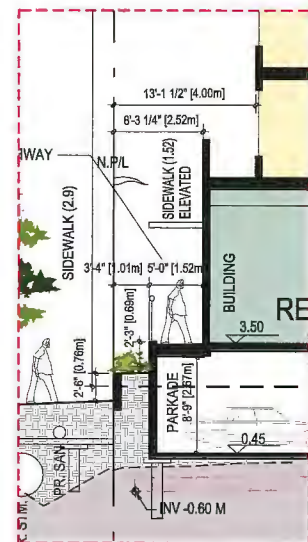 13'-1 1/2" [4.00m]
6'-3 1/4" [2.52m]
IWAY
N.P/L
SIDEWALK (2.9)
SIDEWALK (1.52)
ELEVATED
3'-4" [1.01m]
5'-0" [1.52m]
BUILDING
RE
2'-3" [0.69m]
3.50
2'-6" [0.76m]
PARKADE
8'-9" [2.67m]
0.45
PR. SAN
INV -0.60 M